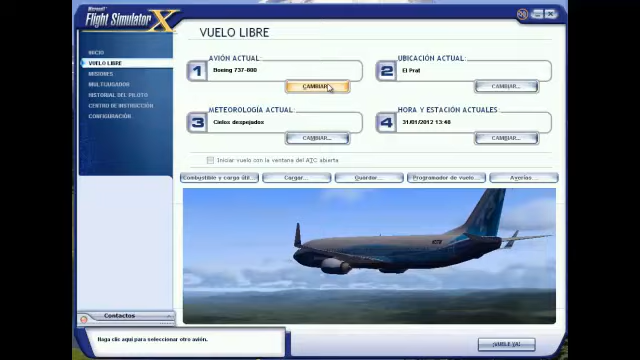 Microsoft
Flight Simulator X
VUELO LIBRE
INICIO
VUELO LIBRE
MISIONES
MULTIJUGADOR
HISTORIAL DEL PILOTO
CENTRO DE INSTRUCCIÓN
CONFIGURACIÓN
AVIÓN ACTUAL:
1
Boeing 737-800
CAMBIAR...
UBICACIÓN ACTUAL:
2
El Prat
CAMBIAR...
METEOROLOGÍA ACTUAL:
3
Cielos despejados
CAMBIAR...
HORA Y ESTACIÓN ACTUALES:
4
31/01/2012 13:48
CAMBIAR...
Iniciar vuelo con la ventana del ATC abierta
Combustible y carga útil...
Cargar...
Guardar...
Programador de vuelo...
Averías...
Contactos
Haga clic aquí para seleccionar otro avión.
¡VUELE YA!